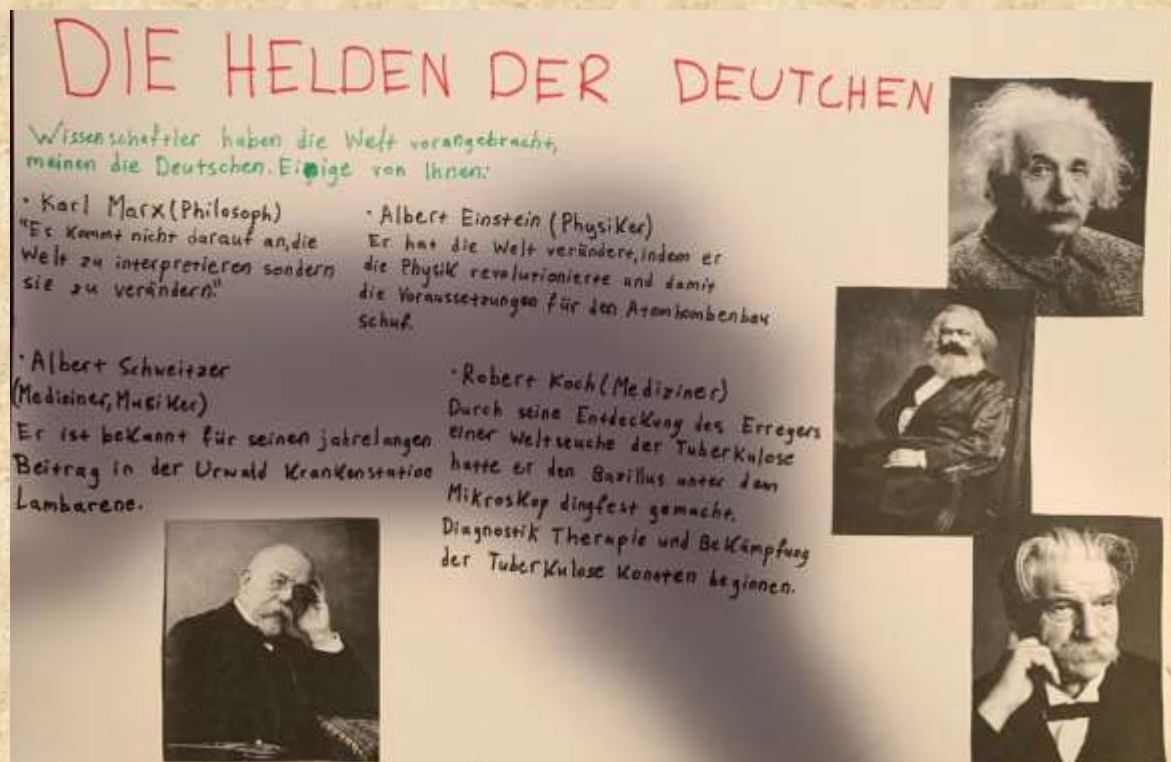 DIE HELDEN DER DEUTCHEN
Wissenschaftler haben die Welt vorangebracht,
meinen die Deutschen. Einige von Ihnen:
· Karl Marx (Philosoph)
"Es kommt nicht darauf an, die
Welt zu interpretieren sondern
sie zu verändern."
· Albert Einstein (Physiker)
Er hat die Welt verändert, indem er
die Physik revolutionierte und damit
die Voraussetzungen für den Atombombenbau
schuf.
· Albert Schweitzer
(Mediziner, Musiker)
Er ist bekannt für seinen jahrelangen
Beitrag in der Urwald Krankenstation
Lambarene.
· Robert Koch (Mediziner)
Durch seine Entdeckung des Erregers
einer Weltseuche der Tuberkulose
hatte er den Bazillus unter dem
Mikroskop dingfest gemacht.
Diagnostik Therapie und Bekämpfung
der Tuberkulose konnten beginnen.